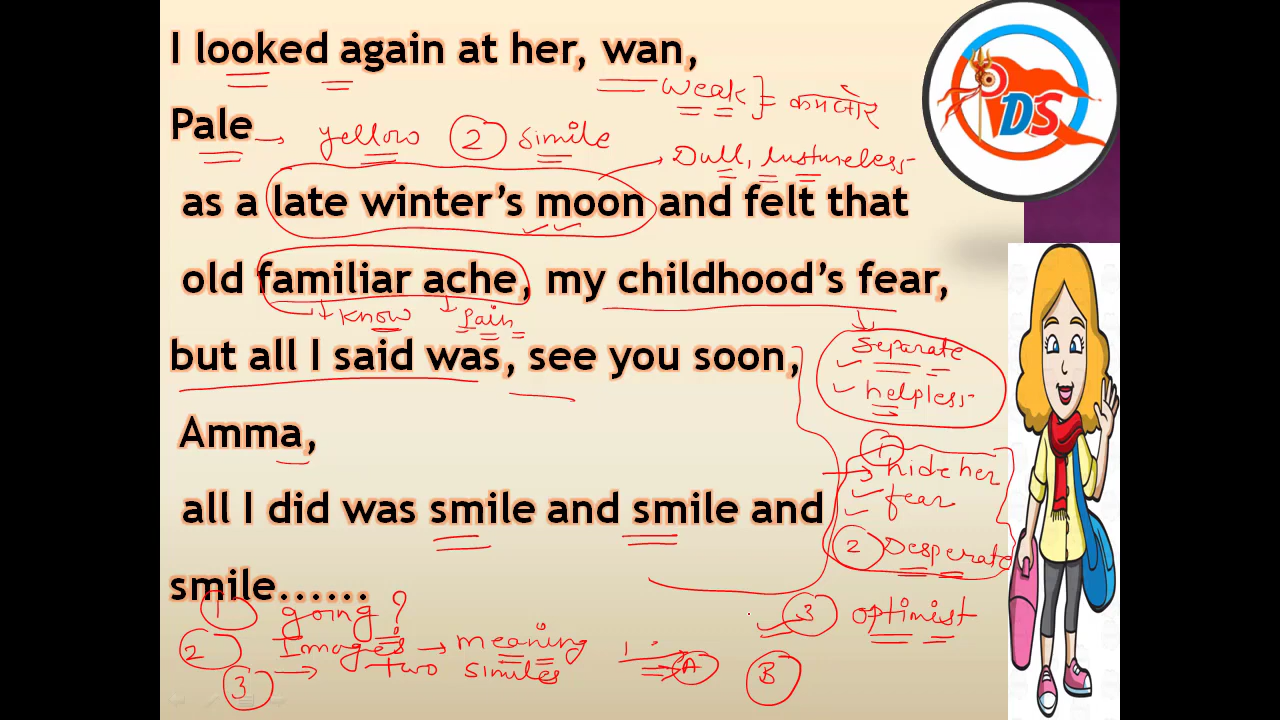 I looked again at her, wan,
weak } = कमजोर
Pale → yellow ② simile
Dull, lustureless
as a late winter's moon and felt that
old familiar ache, my childhood's fear,
know Pain
Separate
but all I said was, see you soon,
helpless
Amma,
① hide her
fear
all I did was smile and smile and
② Desperate
smile......
① going? ③ optimist
② Images → meaning
③ → two similes 1. A B
DS